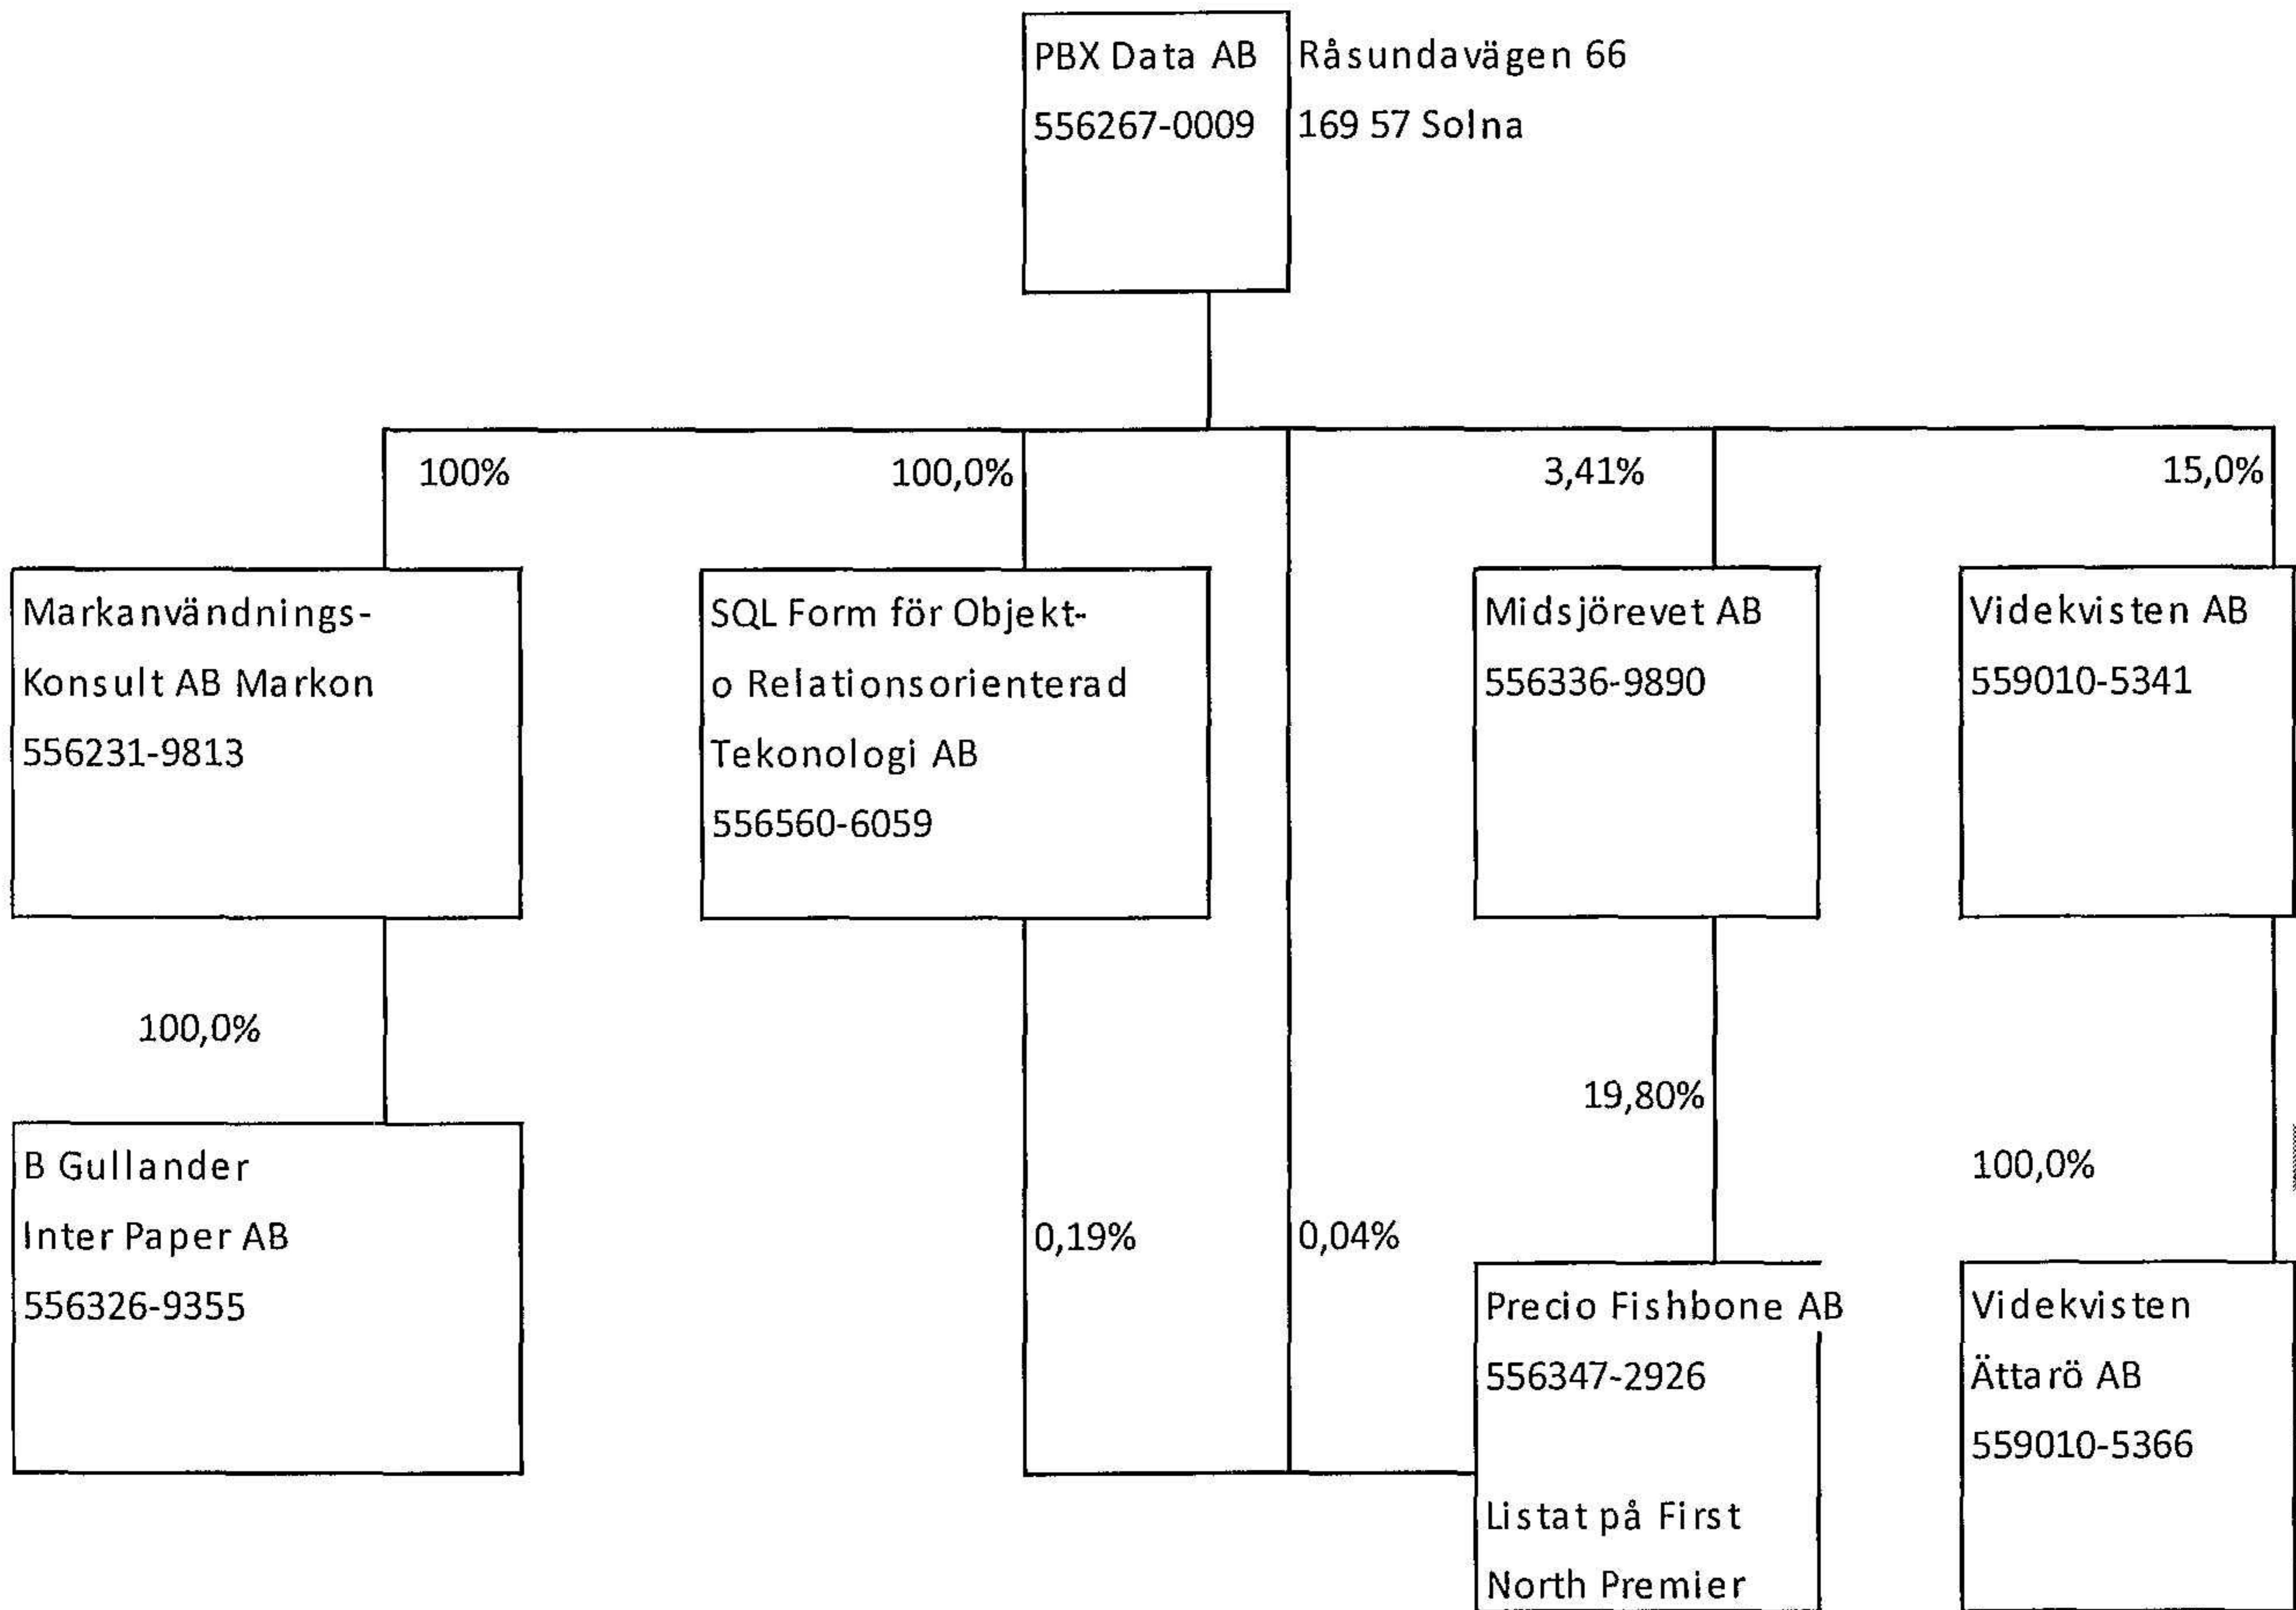 PBX Data AB
556267-0009
Råsundavägen 66
169 57 Solna
100%
100,0%
3,41%
15,0%
Markanvändnings-
Konsult AB Markon
556231-9813
SQL Form för Objekt-
o Relationsorienterad
Tekonologi AB
556560-6059
Midsjörevet AB
556336-9890
Videkvisten AB
559010-5341
100,0%
19,80%
100,0%
0,19%
0,04%
B Gullander
Inter Paper AB
556326-9355
Precio Fishbone AB
556347-2926
Listat på First
North Premier
Videkvisten
Ättarö AB
559010-5366